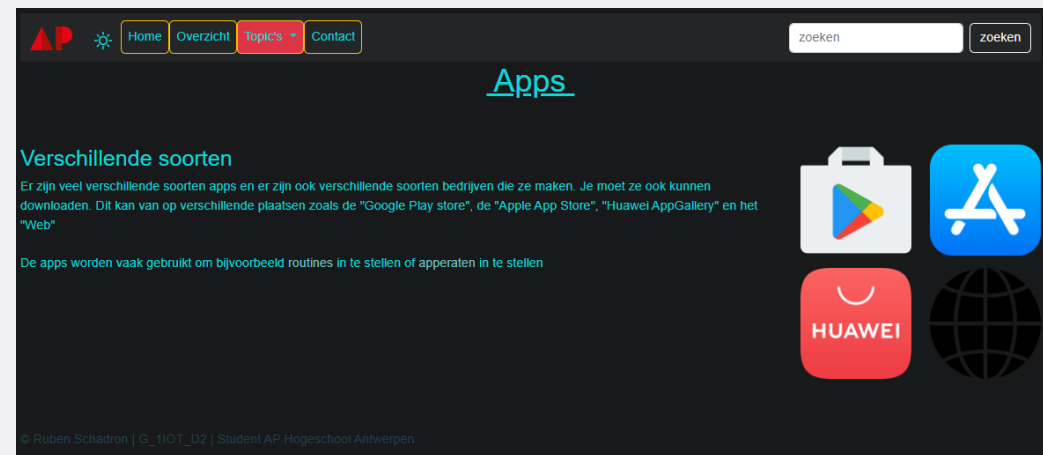 AP Home Overzicht Topic's Contact zoeken zoeken
Apps
Verschillende soorten
Er zijn veel verschillende soorten apps en er zijn ook verschillende soorten bedrijven die ze maken. Je moet ze ook kunnen
downloaden. Dit kan van op verschillende plaatsen zoals de "Google Play store", de "Apple App Store", "Huawei AppGallery" en het
"Web"
De apps worden vaak gebruikt om bijvoorbeeld routines in te stellen of apperaten in te stellen
HUAWEI
© Ruben Schadron | G_1IOT_D2 | Student AP Hogeschool Antwerpen